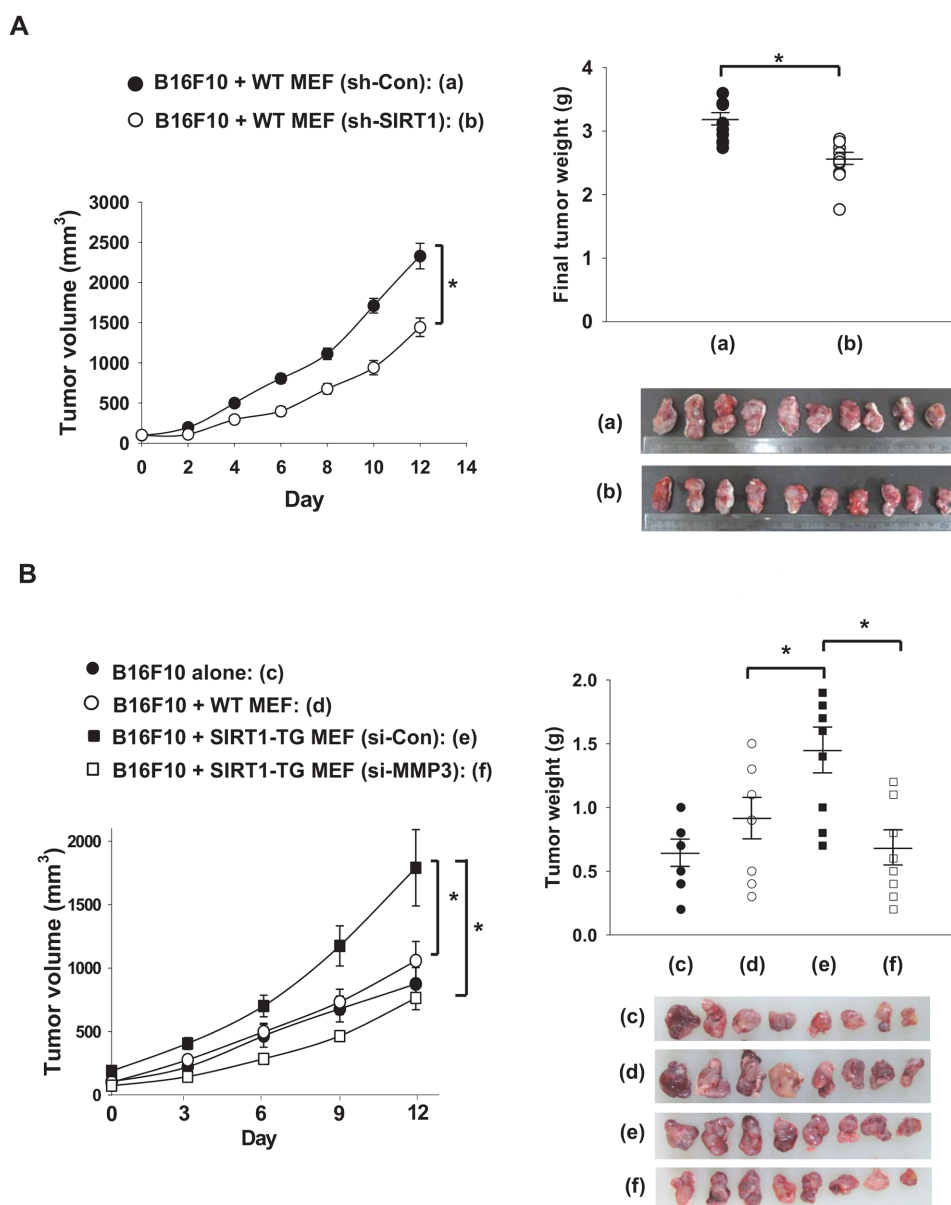 A
B16F10 + WT MEF (sh-Con): (a)
B16F10 + WT MEF (sh-SIRT1): (b)
Tumor volume (mm3)
3000
2500
2000
1500
1000
500
0
0 2 4 6 8 10 12 14
Day
*
Final tumor weight (g)
4
3
2
1
0
*
(a) (b)
(a)
(b)
B
B16F10 alone: (c)
B16F10 + WT MEF: (d)
B16F10 + SIRT1-TG MEF (si-Con): (e)
B16F10 + SIRT1-TG MEF (si-MMP3): (f)
Tumor volume (mm3)
2000
1500
1000
500
0
0 3 6 9 12
Day
*
*
Tumor weight (g)
2.0
1.5
1.0
0.5
0.0
*
*
(c) (d) (e) (f)
(c)
(d)
(e)
(f)